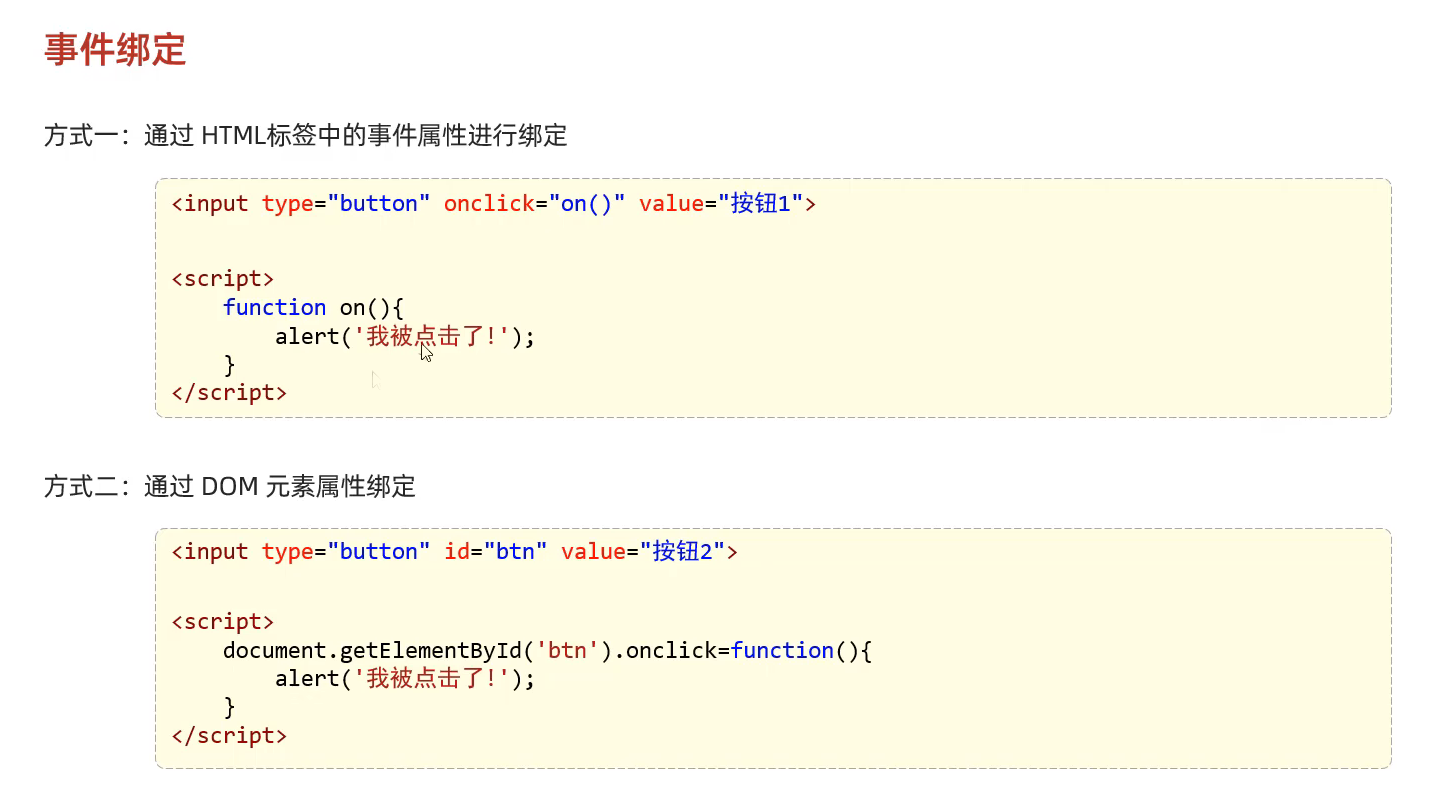 事件绑定
方式一：通过 HTML标签中的事件属性进行绑定
<input type="button" onclick="on()" value="按钮1">
<script>
    function on(){
        alert('我被点击了!');
    }
</script>
方式二：通过 DOM 元素属性绑定
<input type="button" id="btn" value="按钮2">
<script>
    document.getElementById('btn').onclick=function(){
        alert('我被点击了!');
    }
</script>